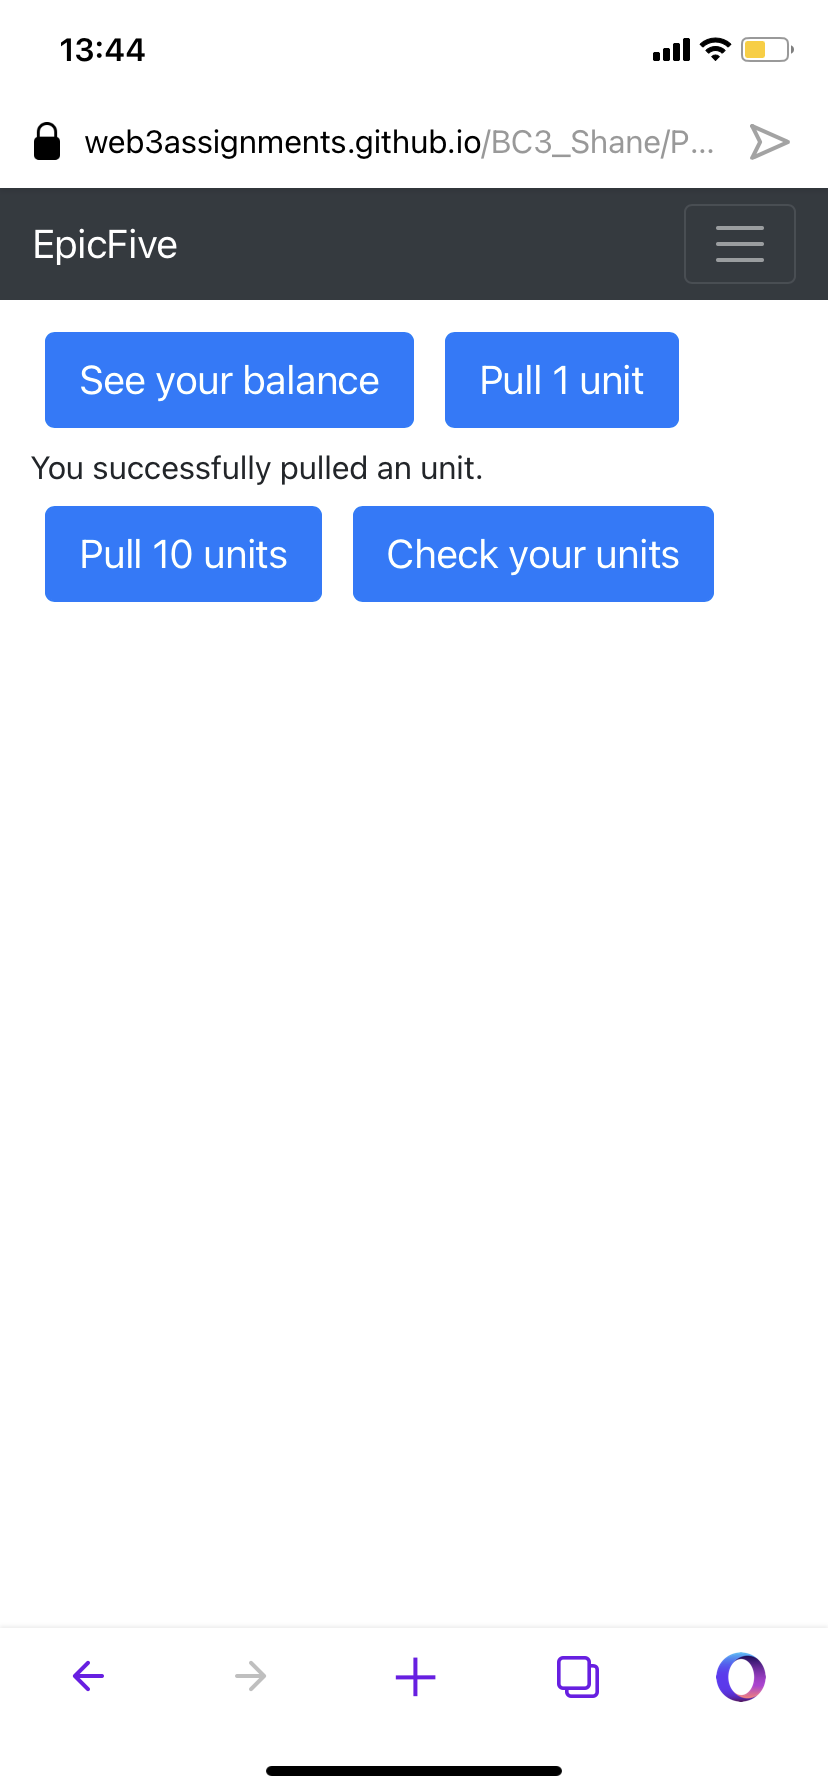 13:44
web3assignments.github.io/BC3_Shane/P...
EpicFive
See your balance Pull 1 unit
You successfully pulled an unit.
Pull 10 units Check your units